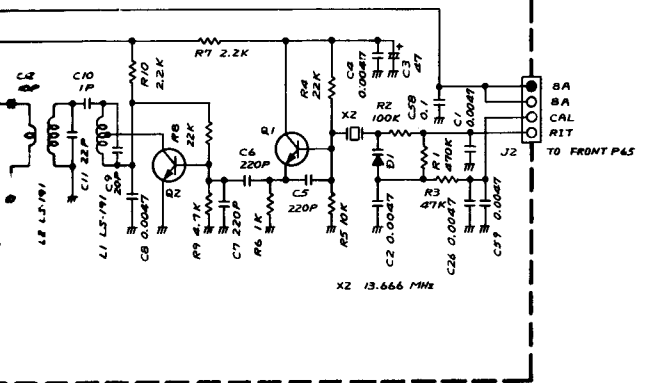 R7 2.2K
R10 2.2K
C10
1P
R8 22K
Q2
C11 22P
C9 20P
L2 LS-191
L1 LS-191
C8 0.0047
R9 4.7K
C7 220P
C6
220P
R6 1K
Q1
R4
22K
C5
220P
R5 10K
C4
0.0047
C3
47
X2
R2
100K
C58
0.1
C1
0.0047
D1
R1
470K
R3
47K
C2 0.0047
C26 0.0047
C59 0.0047
X2 13.666 MHz
8A
8A
CAL
RIT
J2
TO FRONT P65